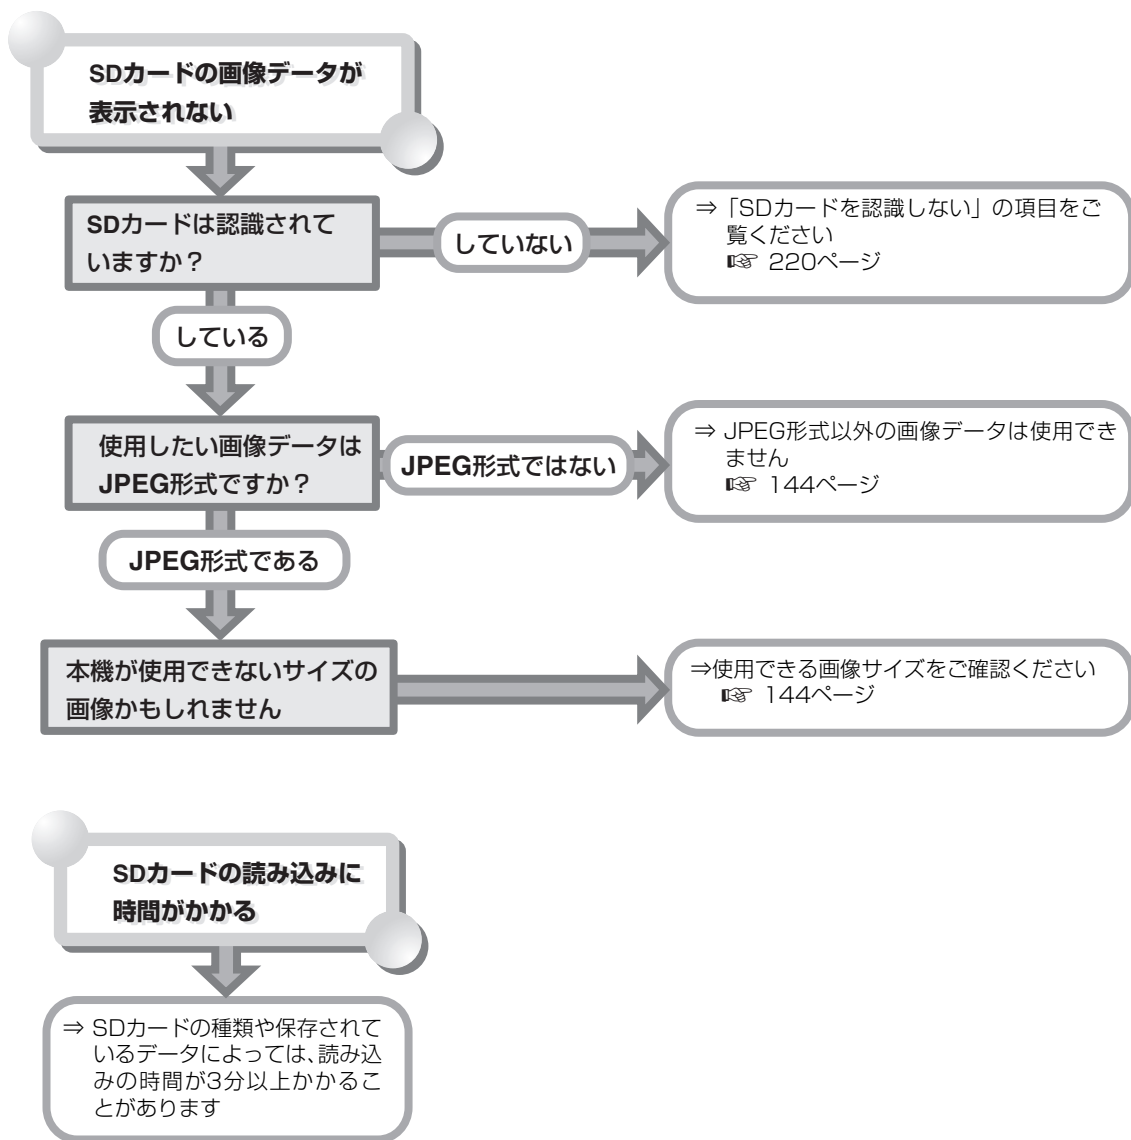 SDカードの画像データが
表示されない
SDカードは認識されて
いますか？
していない
⇒「SDカードを認識しない」の項目をご
覧ください
☞ 220ページ
している
使用したい画像データは
JPEG形式ですか？
JPEG形式ではない
⇒ JPEG形式以外の画像データは使用でき
ません
☞ 144ページ
JPEG形式である
本機が使用できないサイズの
画像かもしれません
⇒使用できる画像サイズをご確認ください
☞ 144ページ
SDカードの読み込みに
時間がかかる
⇒ SDカードの種類や保存されて
いるデータによっては、読み込
みの時間が3分以上かかるこ
とがあります